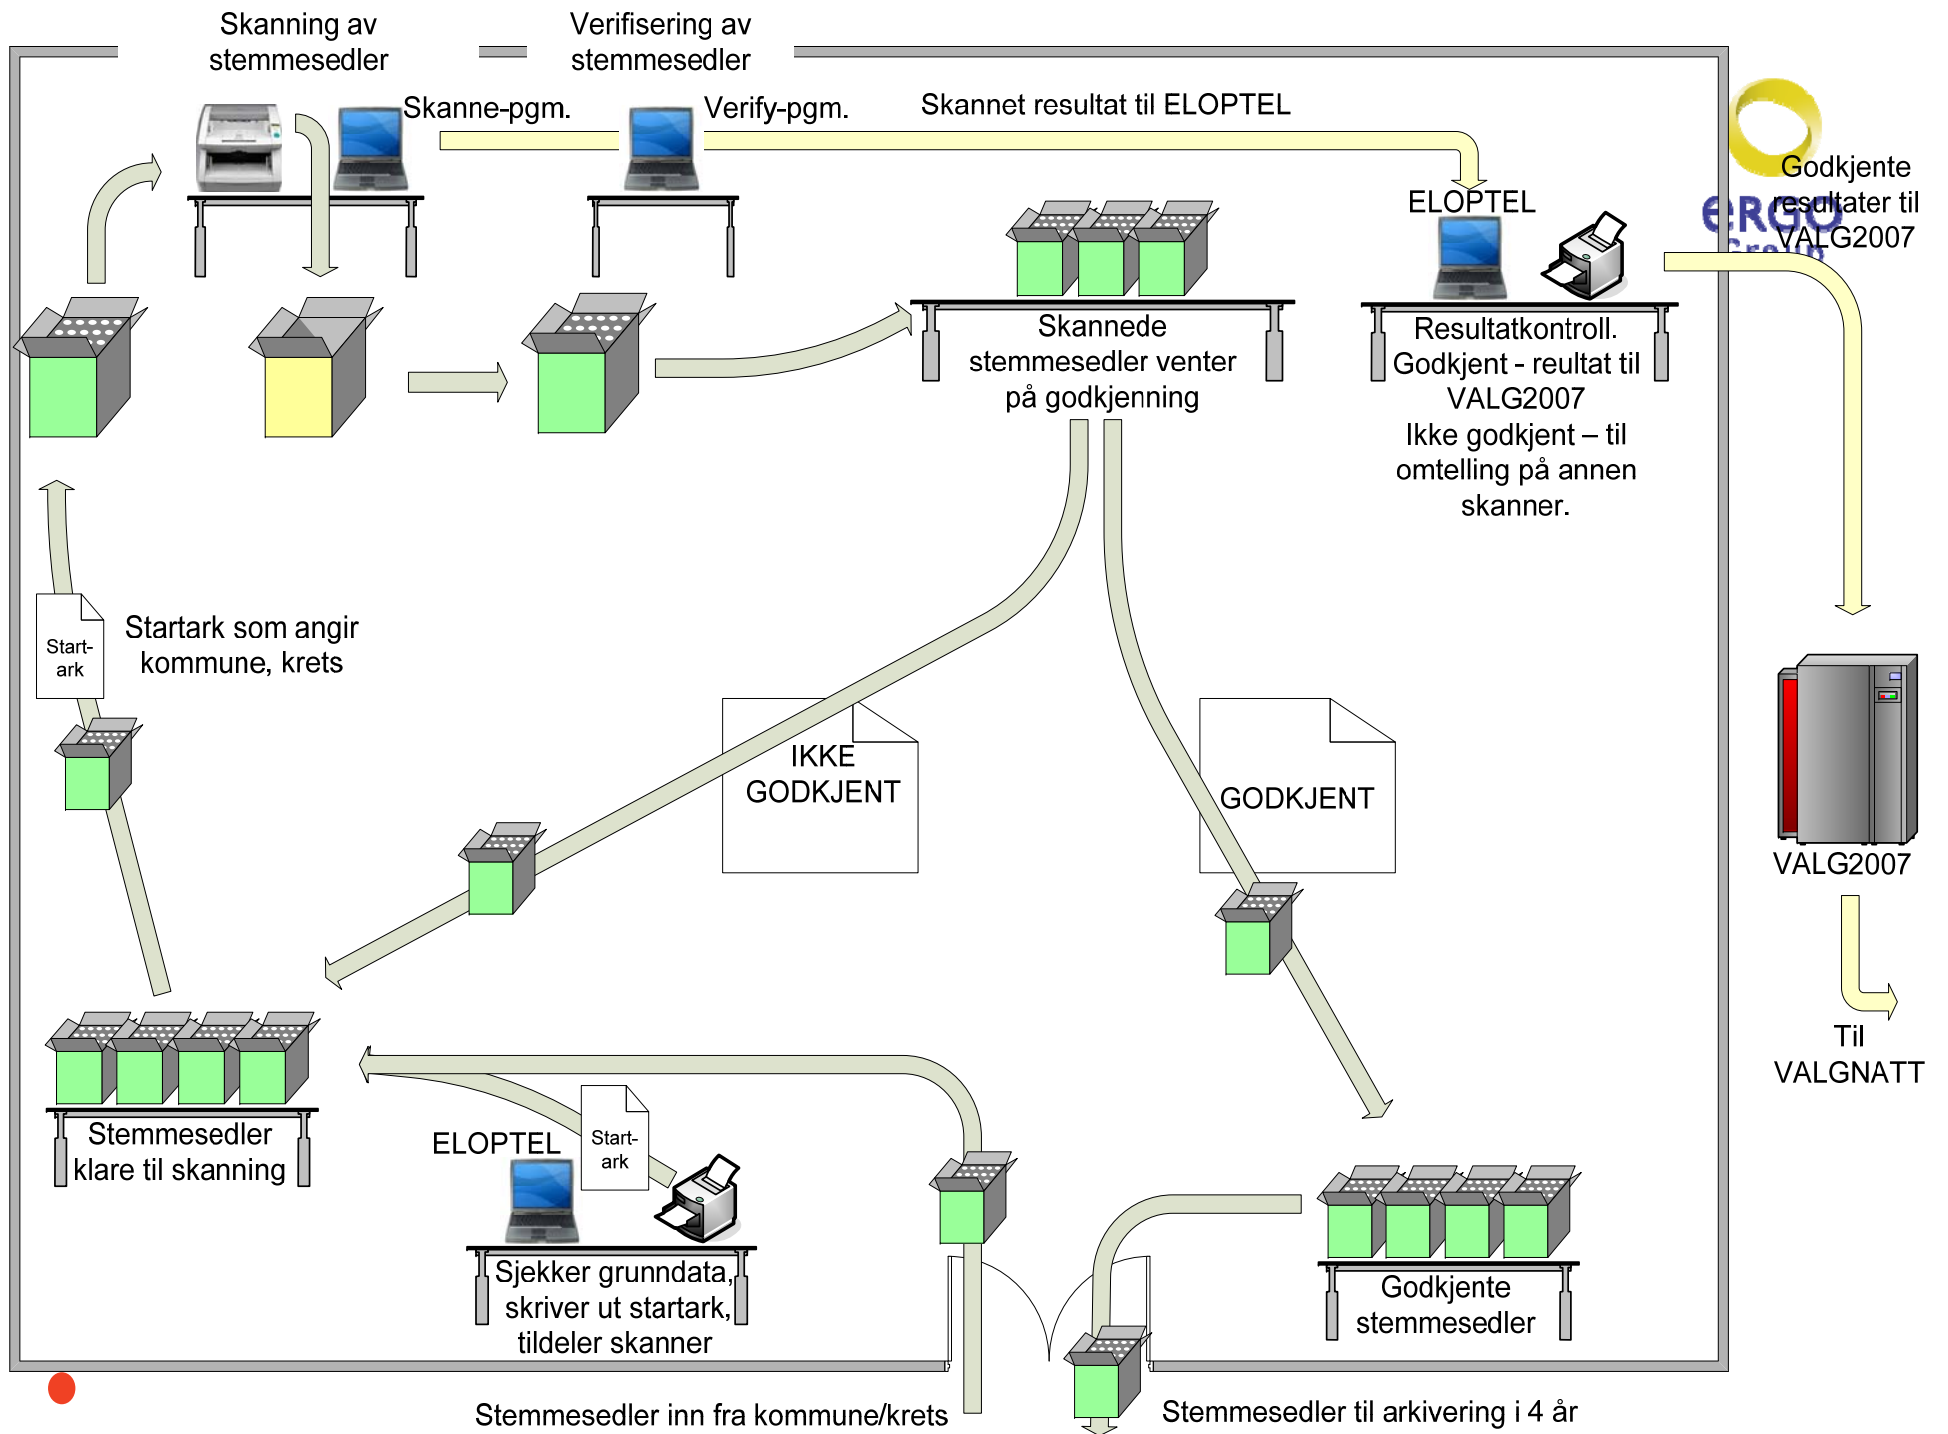 Skanning av
stemmesedler
Verifisering av
stemmesedler
Skanne-pgm.
Verify-pgm.
Skannet resultat til ELOPTEL
Godkjente
resultater til
VALG2007
eRGO
Group
ELOPTEL
Skannede
stemmesedler venter
på godkjenning
Resultatkontroll.
Godkjent - reultat til
VALG2007
Ikke godkjent – til
omtelling på annen
skanner.
Start-
ark
Startark som angir
kommune, krets
IKKE
GODKJENT
GODKJENT
VALG2007
Til
VALGNATT
Stemmesedler
klare til skanning
ELOPTEL
Start-
ark
Sjekker grunndata,
skriver ut startark,
tildeler skanner
Godkjente
stemmesedler
Stemmesedler inn fra kommune/krets
Stemmesedler til arkivering i 4 år